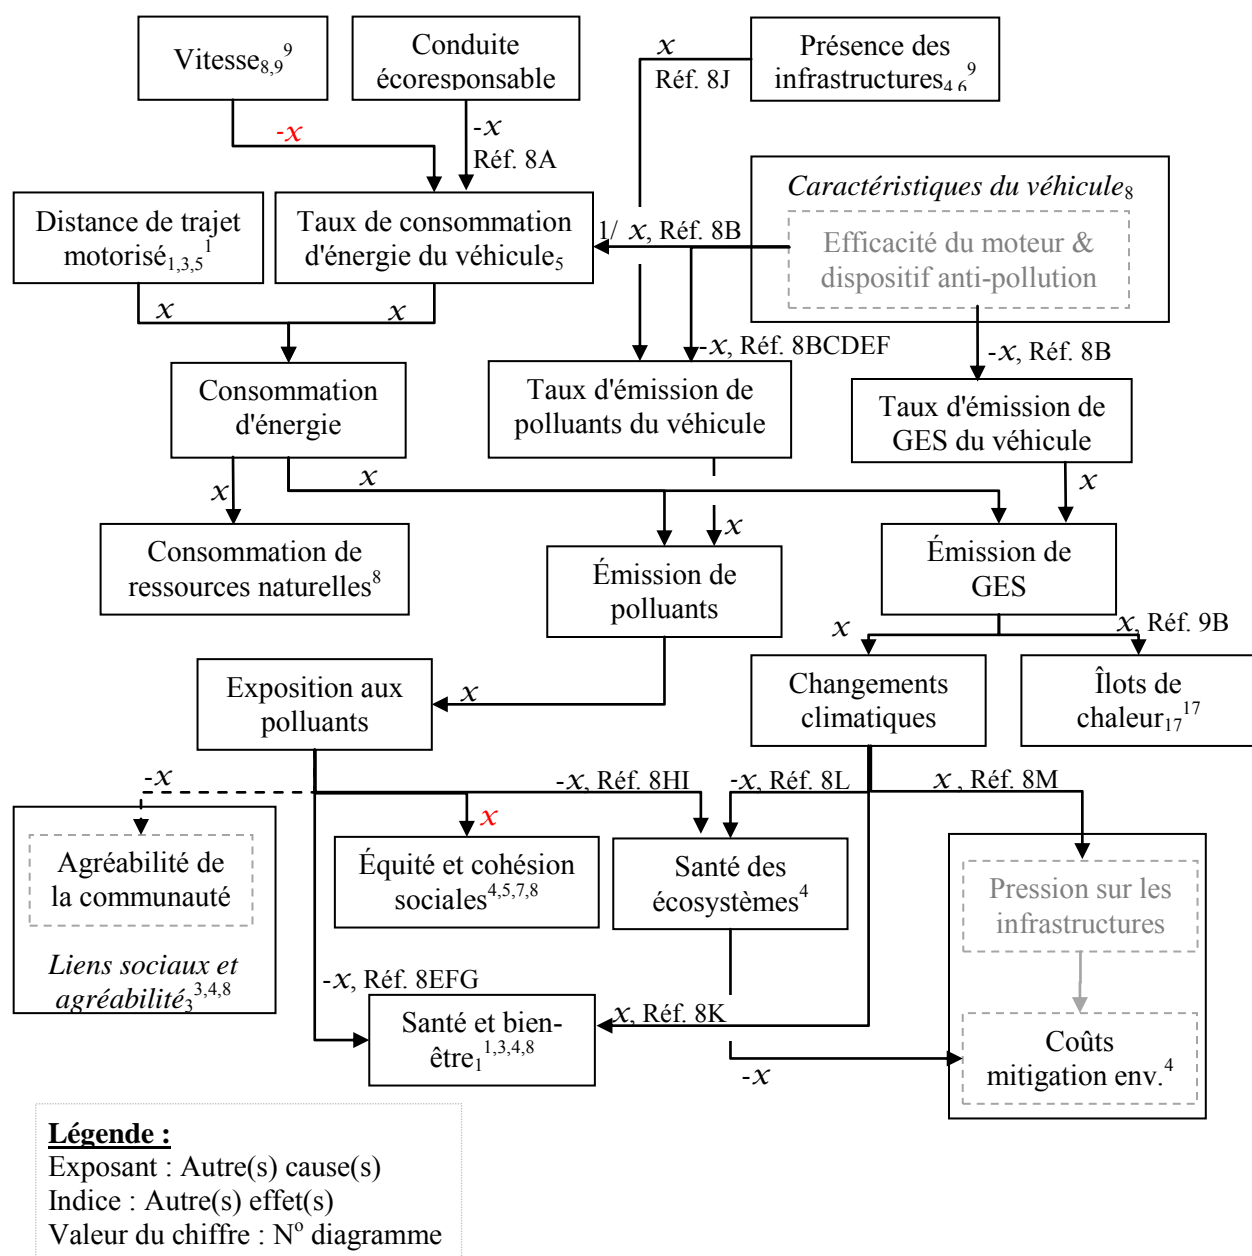 Vitesse8,9 9
Conduite
écoresponsable
x
Réf. 8J
Présence des
infrastructures4,6 9
-x
-x
Réf. 8A
Caractéristiques du véhicule8
Distance de trajet
motorisé1,3,5 1
Taux de consommation
d'énergie du véhicule5
1/ x, Réf. 8B
Efficacité du moteur &
dispositif anti-pollution
x
x
-x, Réf. 8BCDEF
-x, Réf. 8B
Consommation
d'énergie
Taux d'émission de
polluants du véhicule
Taux d'émission de
GES du véhicule
x
x
x
x
Consommation de
ressources naturelles8
Émission de
polluants
Émission de
GES
x
x, Réf. 9B
Exposition aux
polluants
x
Changements
climatiques
Îlots de
chaleur17 17
-x
-x, Réf. 8HI
-x, Réf. 8L
x , Réf. 8M
x
Agréabilité de
la communauté
Équité et cohésion
sociales4,5,7,8
Santé des
écosystèmes4
Pression sur les
infrastructures
Liens sociaux et
agréabilité3 3,4,8
-x, Réf. 8EFG
Santé et bien-
être1 1,3,4,8
x, Réf. 8K
-x
Coûts
mitigation env.4
Légende :
Exposant : Autre(s) cause(s)
Indice : Autre(s) effet(s)
Valeur du chiffre : No diagramme